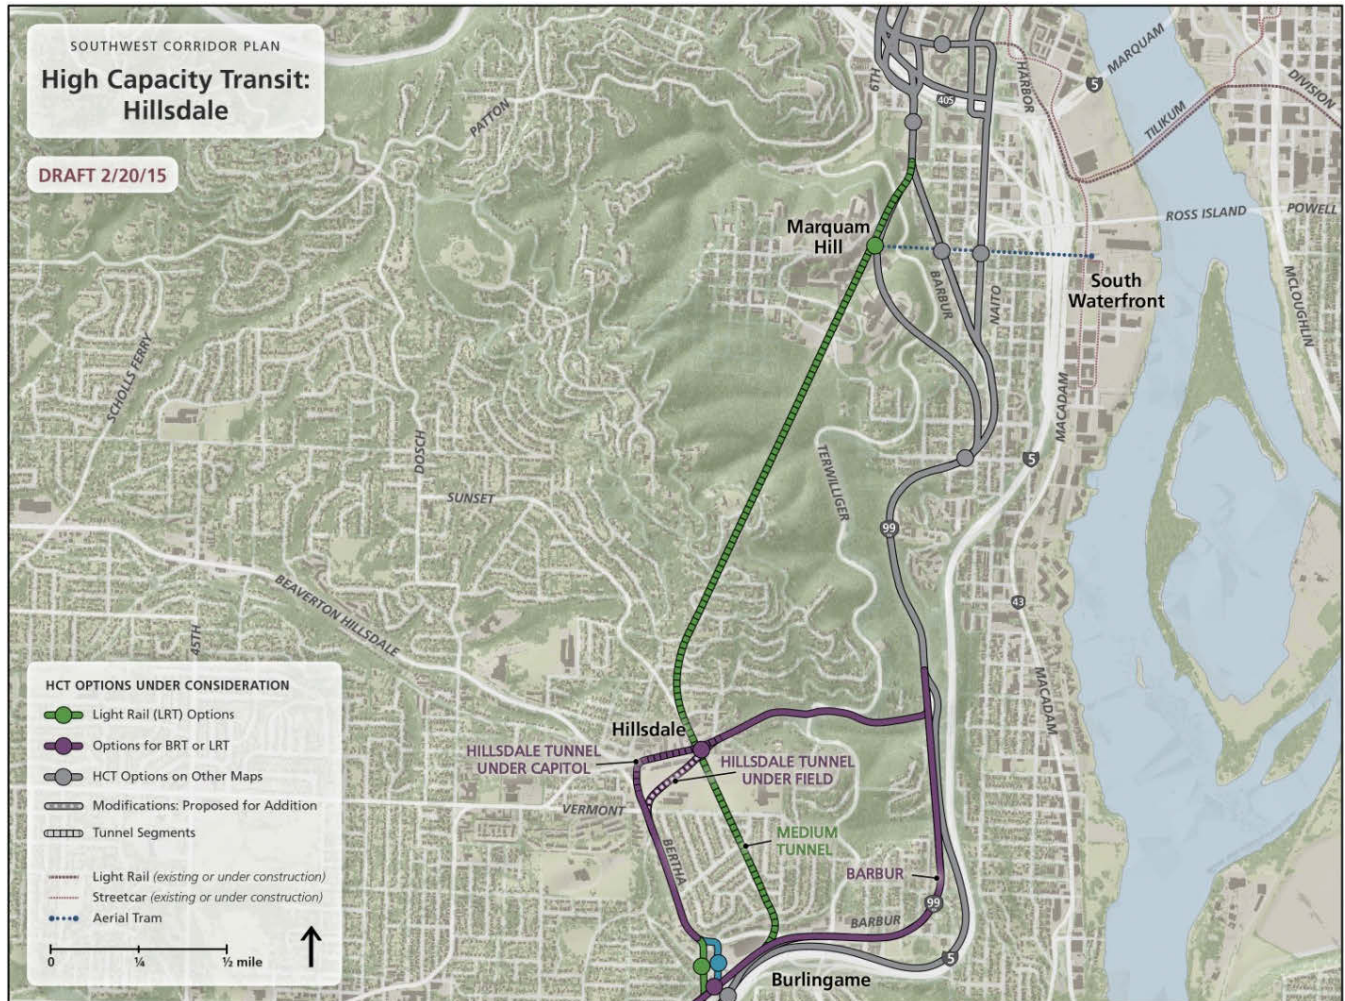 SOUTHWEST CORRIDOR PLAN
High Capacity Transit:
Hillsdale
DRAFT 2/20/15
6TH
405
HARBOR
5
MARQUAM
DIVISION
TILIKUM
PATTON
ROSS ISLAND
POWELL
Marquam
Hill
South
Waterfront
BARBUR
NAITO
MCLOUGHLIN
SCHOLLS FERRY
MACADAM
DOSCH
TERWILLIGER
5
SUNSET
99
BEAVERTON HILLSDALE
43
45TH
MACADAM
Hillsdale
HILLSDALE TUNNEL
UNDER CAPITOL
HILLSDALE TUNNEL
UNDER FIELD
VERMONT
MEDIUM
TUNNEL
BERTHA
BARBUR
99
BARBUR
5
Burlingame
HCT OPTIONS UNDER CONSIDERATION
Light Rail (LRT) Options
Options for BRT or LRT
HCT Options on Other Maps
Modifications: Proposed for Addition
Tunnel Segments
Light Rail (existing or under construction)
Streetcar (existing or under construction)
Aerial Tram
0 ¼ ½ mile